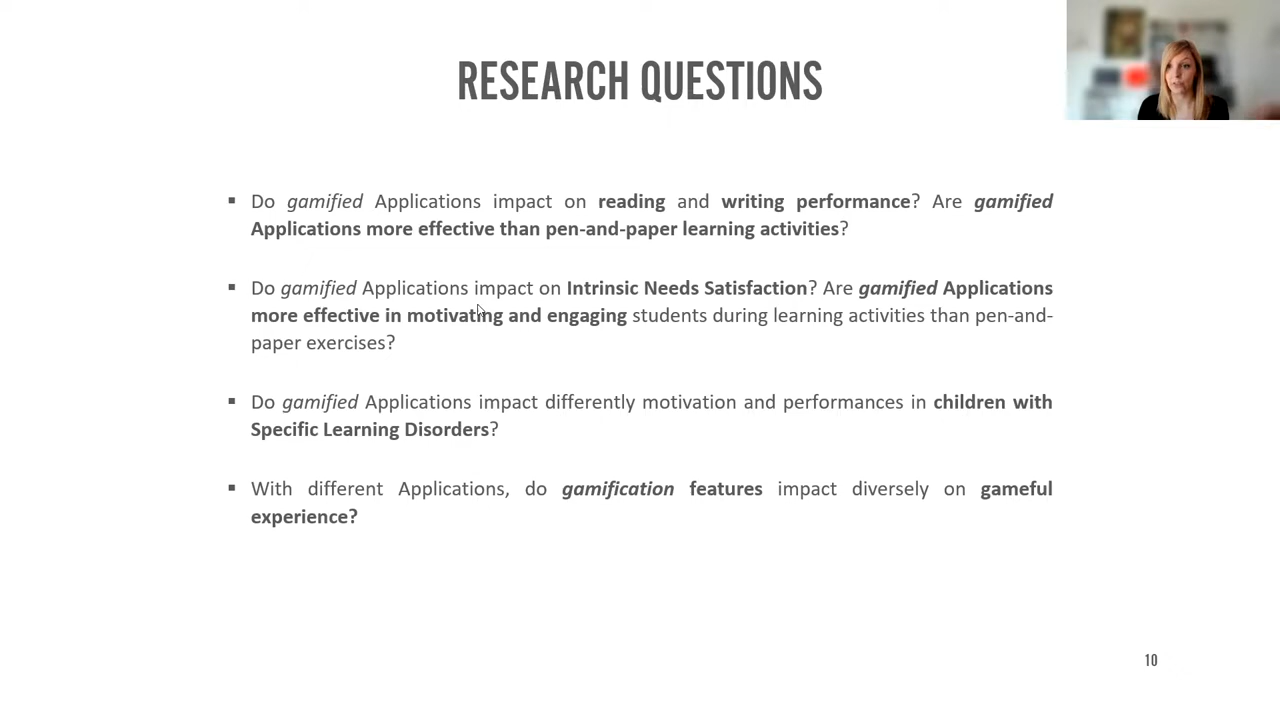 RESEARCH QUESTIONS
▪ Do gamified Applications impact on reading and writing performance? Are gamified
Applications more effective than pen-and-paper learning activities?
▪ Do gamified Applications impact on Intrinsic Needs Satisfaction? Are gamified Applications
more effective in motivating and engaging students during learning activities than pen-and-
paper exercises?
▪ Do gamified Applications impact differently motivation and performances in children with
Specific Learning Disorders?
▪ With different Applications, do gamification features impact diversely on gameful
experience?
10